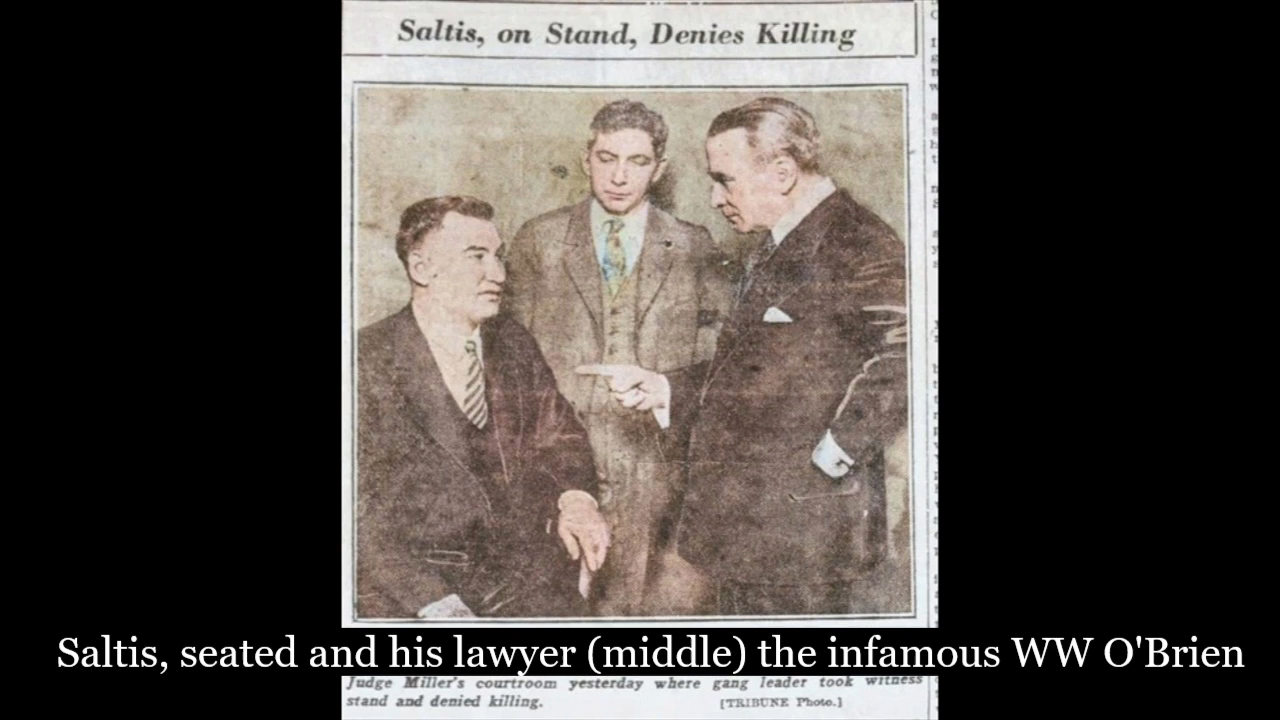 Saltis, on Stand, Denies Killing
Saltis, seated and his lawyer (middle) the infamous WW O'Brien
Judge Miller's courtroom yesterday where gang leader took witness
stand and denied killing. [TRIBUNE Photo.]